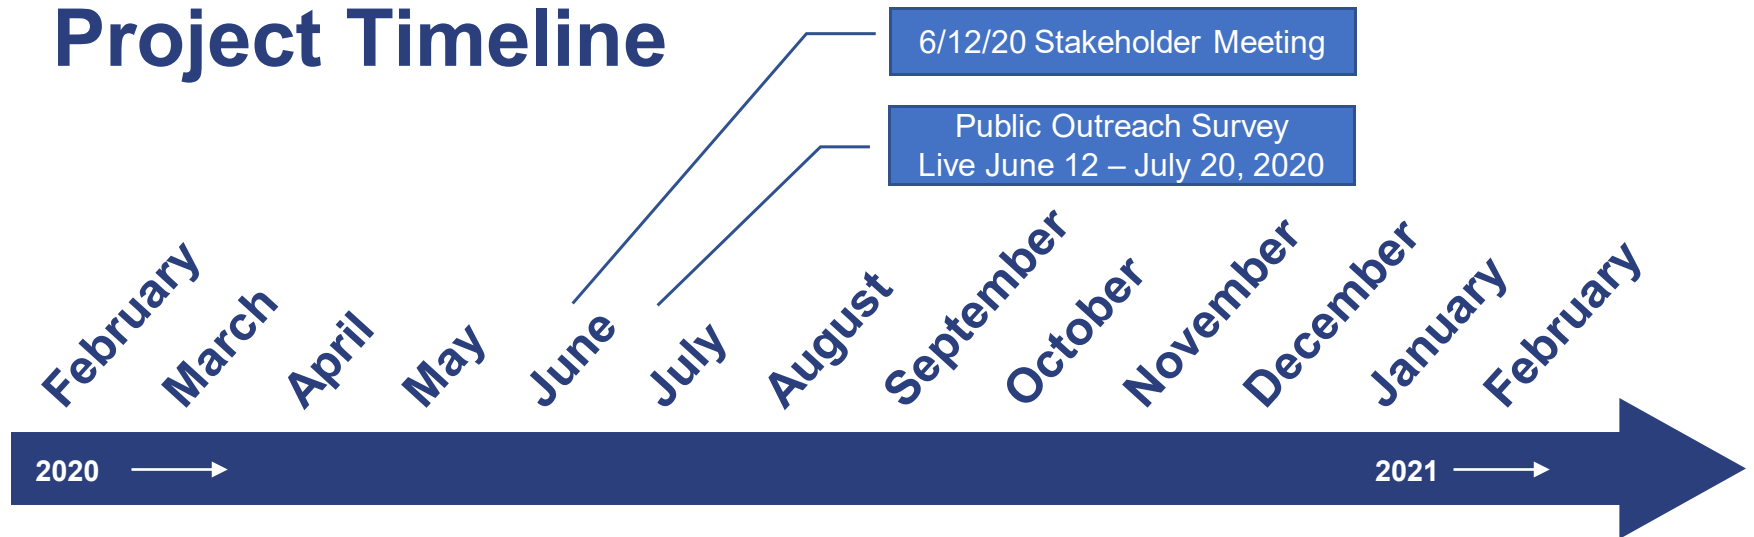 Project Timeline
6/12/20 Stakeholder Meeting
Public Outreach Survey
Live June 12 – July 20, 2020
February
March
April
May
June
July
August
September
October
November
December
January
February
2020
2021